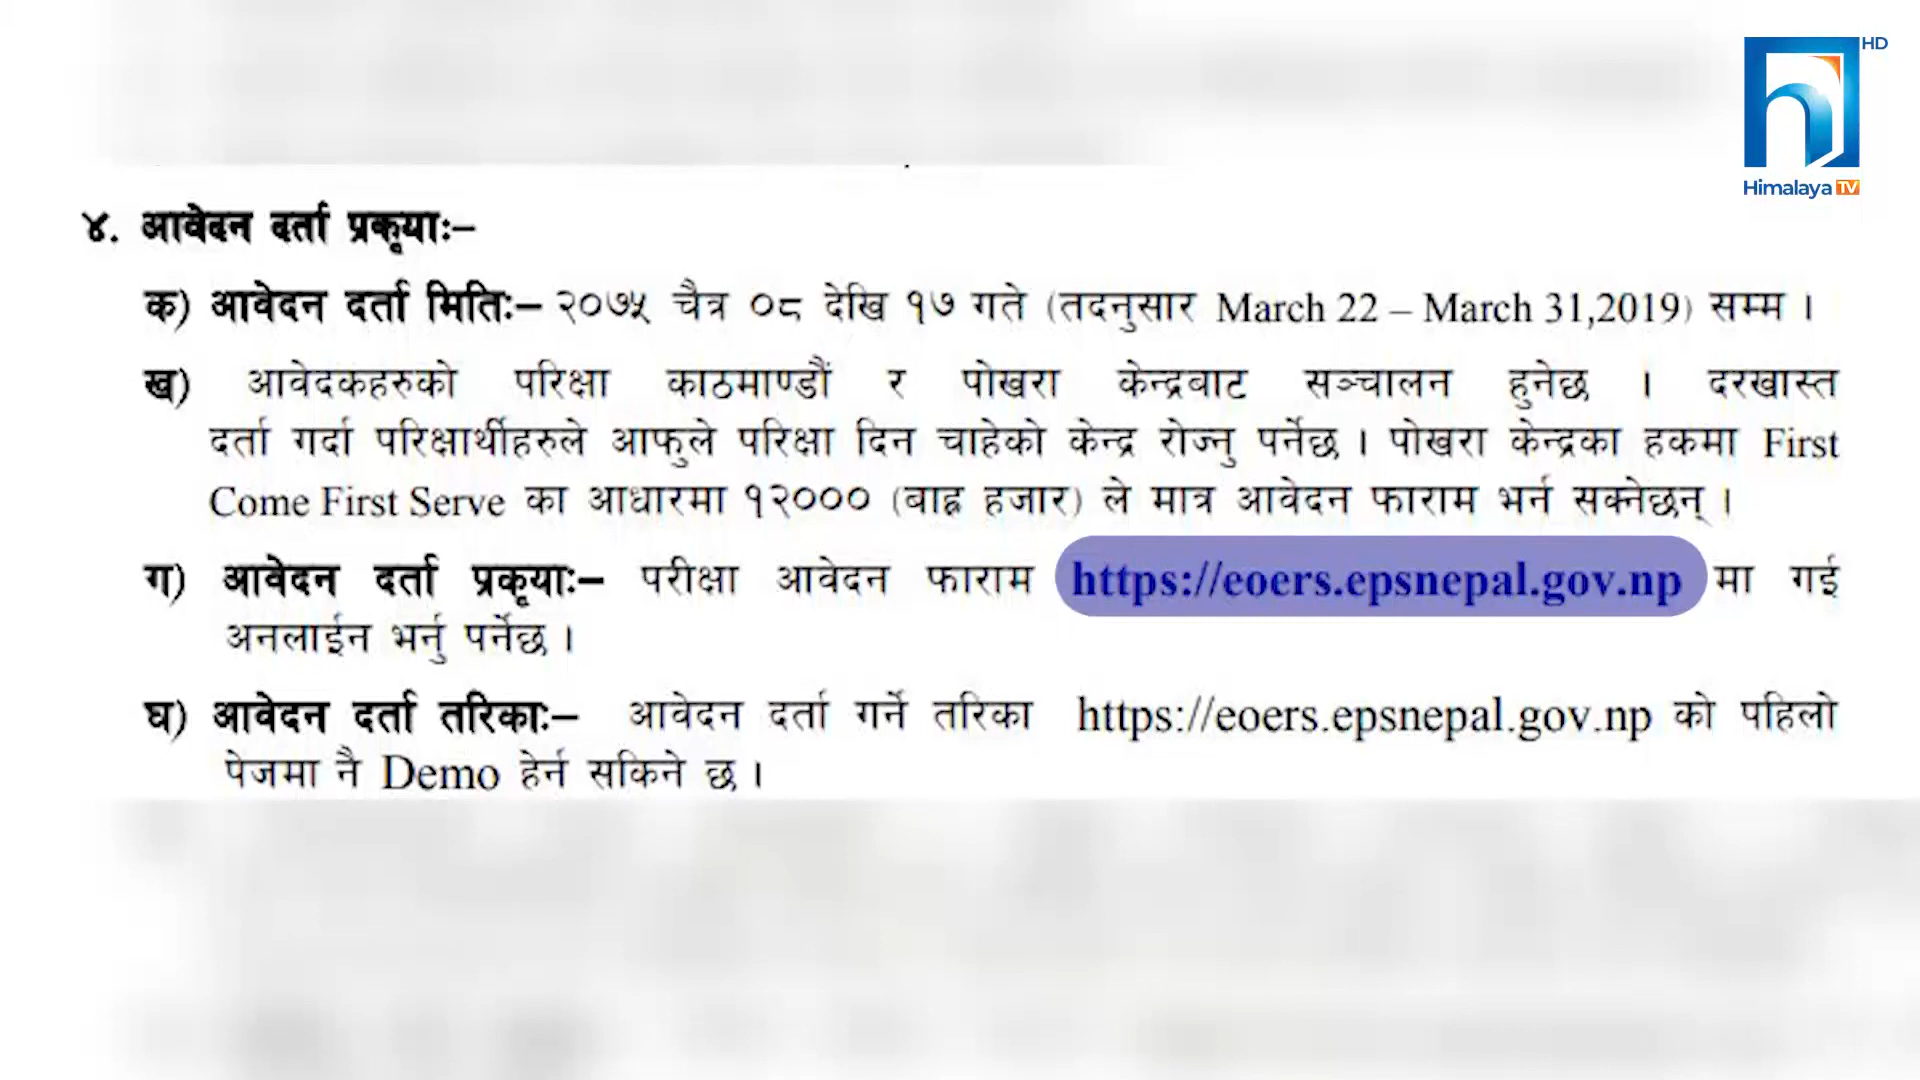 HD
Himalaya TV
४. आवेदन दर्ता प्रकृयाः–
क) आवेदन दर्ता मितिः– २०७५ चैत्र ०८ देखि १७ गते (तदनुसार March 22 – March 31,2019) सम्म ।
ख) आवेदकहरुको परिक्षा काठमाण्डौं र पोखरा केन्द्रबाट सञ्चालन हुनेछ । दरखास्त
दर्ता गर्दा परिक्षार्थीहरुले आफुले परिक्षा दिन चाहेको केन्द्र रोज्नु पर्नेछ । पोखरा केन्द्रका हकमा First
Come First Serve का आधारमा १२००० (बाह्र हजार) ले मात्र आवेदन फाराम भर्न सक्नेछन् ।
ग) आवेदन दर्ता प्रकृयाः– परीक्षा आवेदन फाराम https://eoers.epsnepal.gov.np मा गई
अनलाईन भर्नु पर्नेछ ।
घ) आवेदन दर्ता तरिकाः– आवेदन दर्ता गर्ने तरिका https://eoers.epsnepal.gov.np को पहिलो
पेजमा नै Demo हेर्न सकिने छ ।